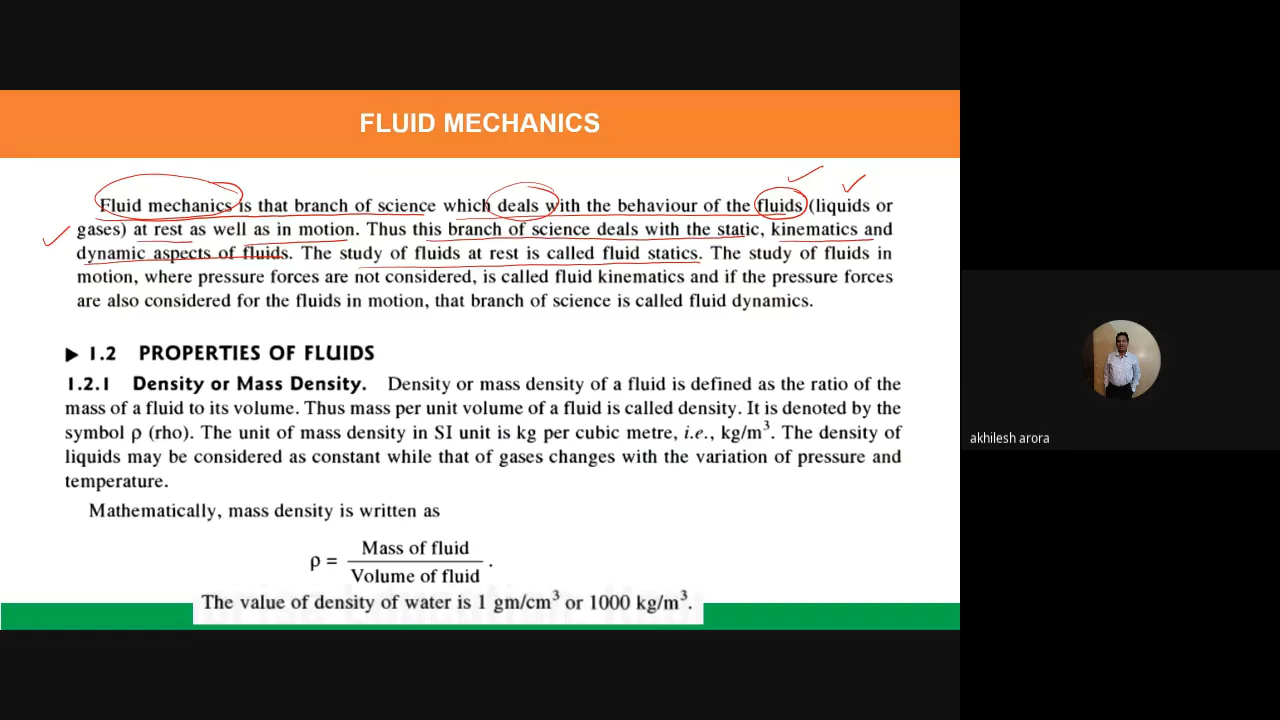 FLUID MECHANICS
Fluid mechanics is that branch of science which deals with the behaviour of the fluids (liquids or
gases) at rest as well as in motion. Thus this branch of science deals with the static, kinematics and
dynamic aspects of fluids. The study of fluids at rest is called fluid statics. The study of fluids in
motion, where pressure forces are not considered, is called fluid kinematics and if the pressure forces
are also considered for the fluids in motion, that branch of science is called fluid dynamics.
▶ 1.2 PROPERTIES OF FLUIDS
1.2.1 Density or Mass Density. Density or mass density of a fluid is defined as the ratio of the
mass of a fluid to its volume. Thus mass per unit volume of a fluid is called density. It is denoted by the
symbol ρ (rho). The unit of mass density in SI unit is kg per cubic metre, i.e., kg/m³. The density of
liquids may be considered as constant while that of gases changes with the variation of pressure and
temperature.
Mathematically, mass density is written as
ρ = Mass of fluid / Volume of fluid .
The value of density of water is 1 gm/cm³ or 1000 kg/m³.
akhilesh arora